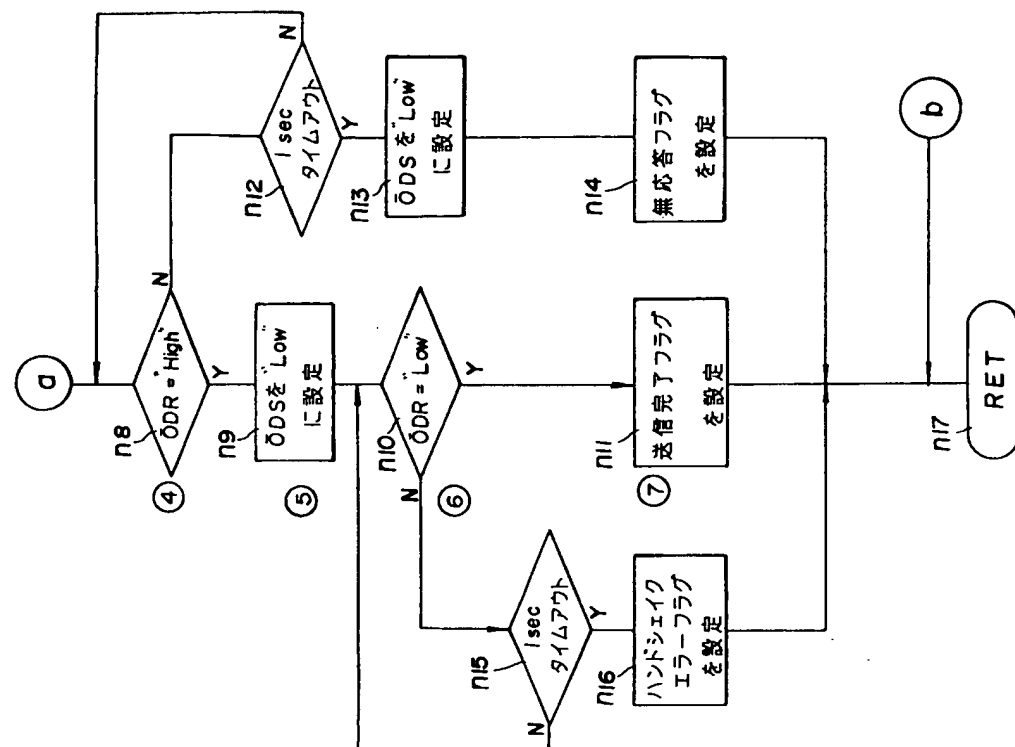 a
n8
ŌDR="High"
N
Y
④
n12
1 sec
タイムアウト
N
Y
n9
ŌDSを"Low"
に設定
⑤
n13
ŌDSを"Low"
に設定
n10
ŌDR="Low"
N
Y
⑥
n15
1 sec
タイムアウト
N
Y
n16
ハンドシェイク
エラーフラグ
を設定
n11
送信完了フラグ
を設定
⑦
n14
無応答フラグ
を設定
b
n17
RET